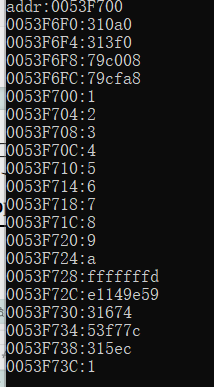 addr:0053F700
0053F6F0:310a0
0053F6F4:313f0
0053F6F8:79c008
0053F6FC:79cfa8
0053F700:1
0053F704:2
0053F708:3
0053F70C:4
0053F710:5
0053F714:6
0053F718:7
0053F71C:8
0053F720:9
0053F724:a
0053F728:fffffffd
0053F72C:e1149e59
0053F730:31674
0053F734:53f77c
0053F738:315ec
0053F73C:1